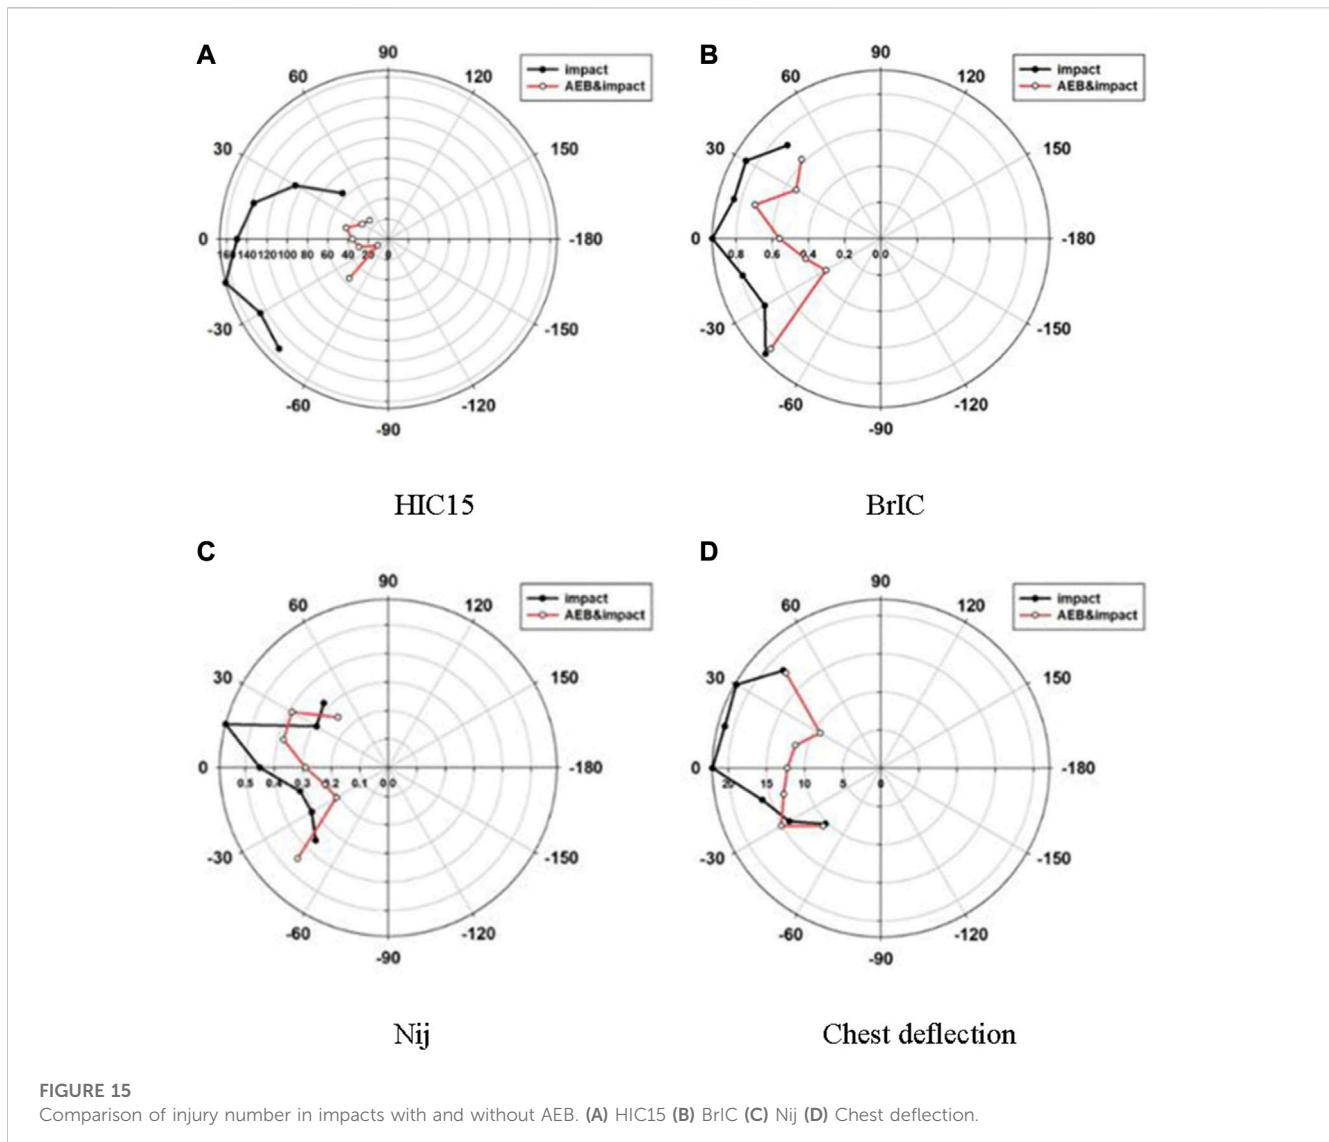 A
90
60
120
30
150
0
-180
160 140 120 100 80 60 40 20 0
-30
-150
-60
-120
-90
impact
AEB&impact
HIC15
B
90
60
120
30
150
0
-180
0.8 0.6 0.4 0.2 0.0
-30
-150
-60
-120
-90
impact
AEB&impact
BrIC
C
90
60
120
30
150
0
-180
0.5 0.4 0.3 0.2 0.1 0.0
-30
-150
-60
-120
-90
impact
AEB&impact
Nij
D
90
60
120
30
150
0
-180
20 15 10 5 0
-30
-150
-60
-120
-90
impact
AEB&impact
Chest deflection
FIGURE 15
Comparison of injury number in impacts with and without AEB. (A) HIC15 (B) BrIC (C) Nij (D) Chest deflection.